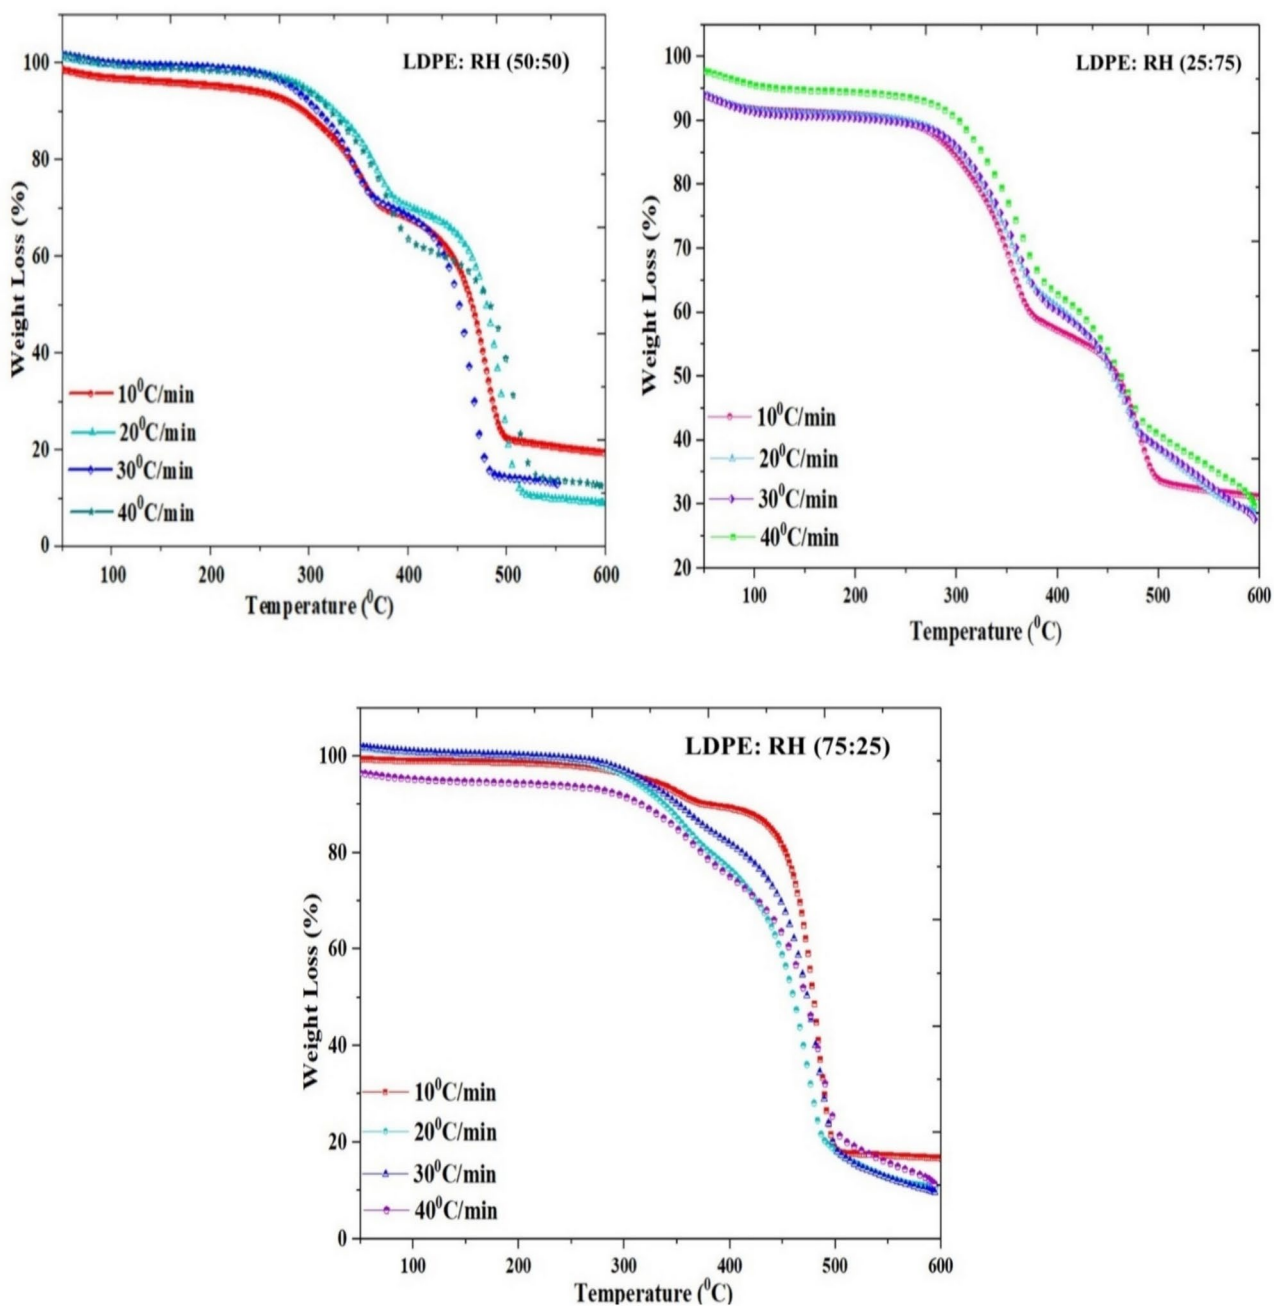 LDPE: RH (50:50)
100
80
60
40
20
0
Weight Loss (%)
10⁰C/min
20⁰C/min
30⁰C/min
40⁰C/min
100 200 300 400 500 600
Temperature (⁰C)
LDPE: RH (25:75)
100
90
80
70
60
50
40
30
20
Weight Loss (%)
10⁰C/min
20⁰C/min
30⁰C/min
40⁰C/min
100 200 300 400 500 600
Temperature (⁰C)
LDPE: RH (75:25)
100
80
60
40
20
0
Weight Loss (%)
10⁰C/min
20⁰C/min
30⁰C/min
40⁰C/min
100 200 300 400 500 600
Temperature (⁰C)